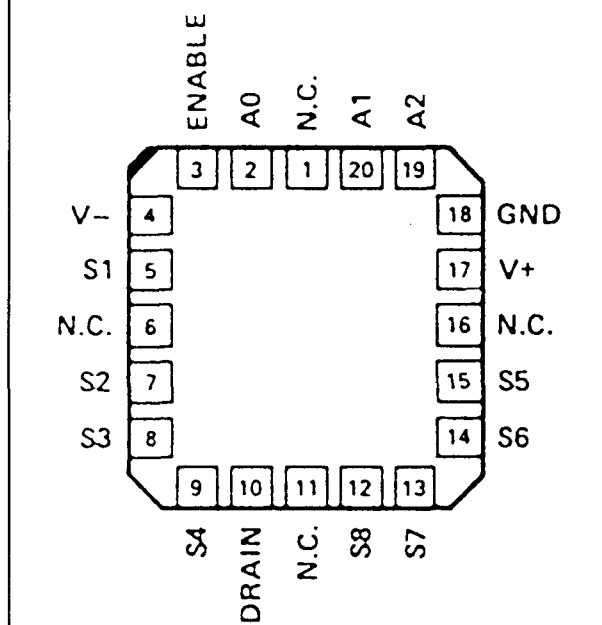 ENABLE A0 N.C. A1 A2
3 2 1 20 19
V- 4 18 GND
S1 5 17 V+
N.C. 6 16 N.C.
S2 7 15 S5
S3 8 14 S6
9 10 11 12 13
S4 DRAIN N.C. S8 S7